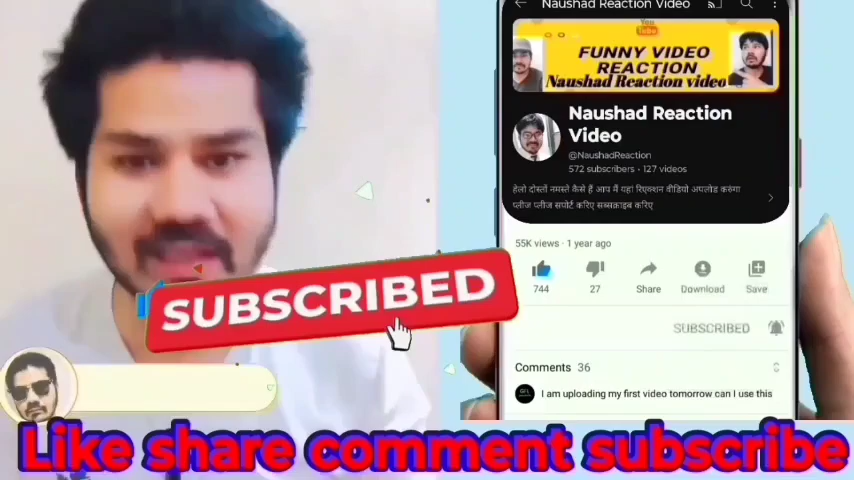 Naushad Reaction Video
You
Tube
FUNNY VIDEO
REACTION
Naushad Reaction video
Naushad Reaction
Video
@NaushadReaction
572 subscribers • 127 videos
हेलो दोस्तों नमस्ते कैसे हैं आप मैं यहां रिएक्शन वीडियो अपलोड करूंगा
प्लीज प्लीज सपोर्ट करिए सब्सक्राइब करिए
55K views · 1 year ago
744
27
Share
Download
Save
SUBSCRIBED
SUBSCRIBED
Comments 36
I am uploading my first video tomorrow can I use this
Like share comment subscribe